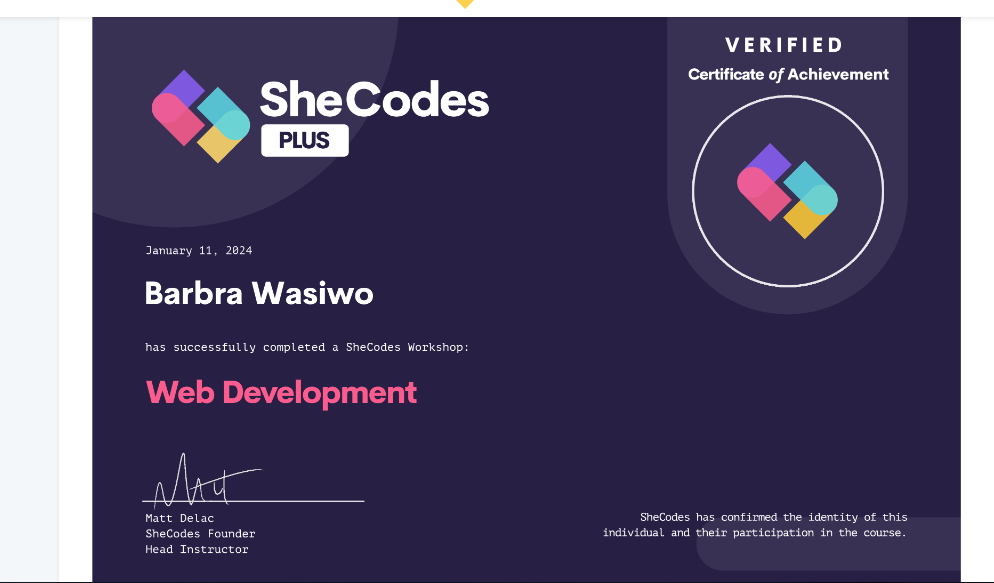 VERIFIED
Certificate of Achievement
SheCodes
PLUS
January 11, 2024
Barbra Wasiwo
has successfully completed a SheCodes Workshop:
Web Development
Matt Delac
SheCodes Founder
Head Instructor
SheCodes has confirmed the identity of this
individual and their participation in the course.